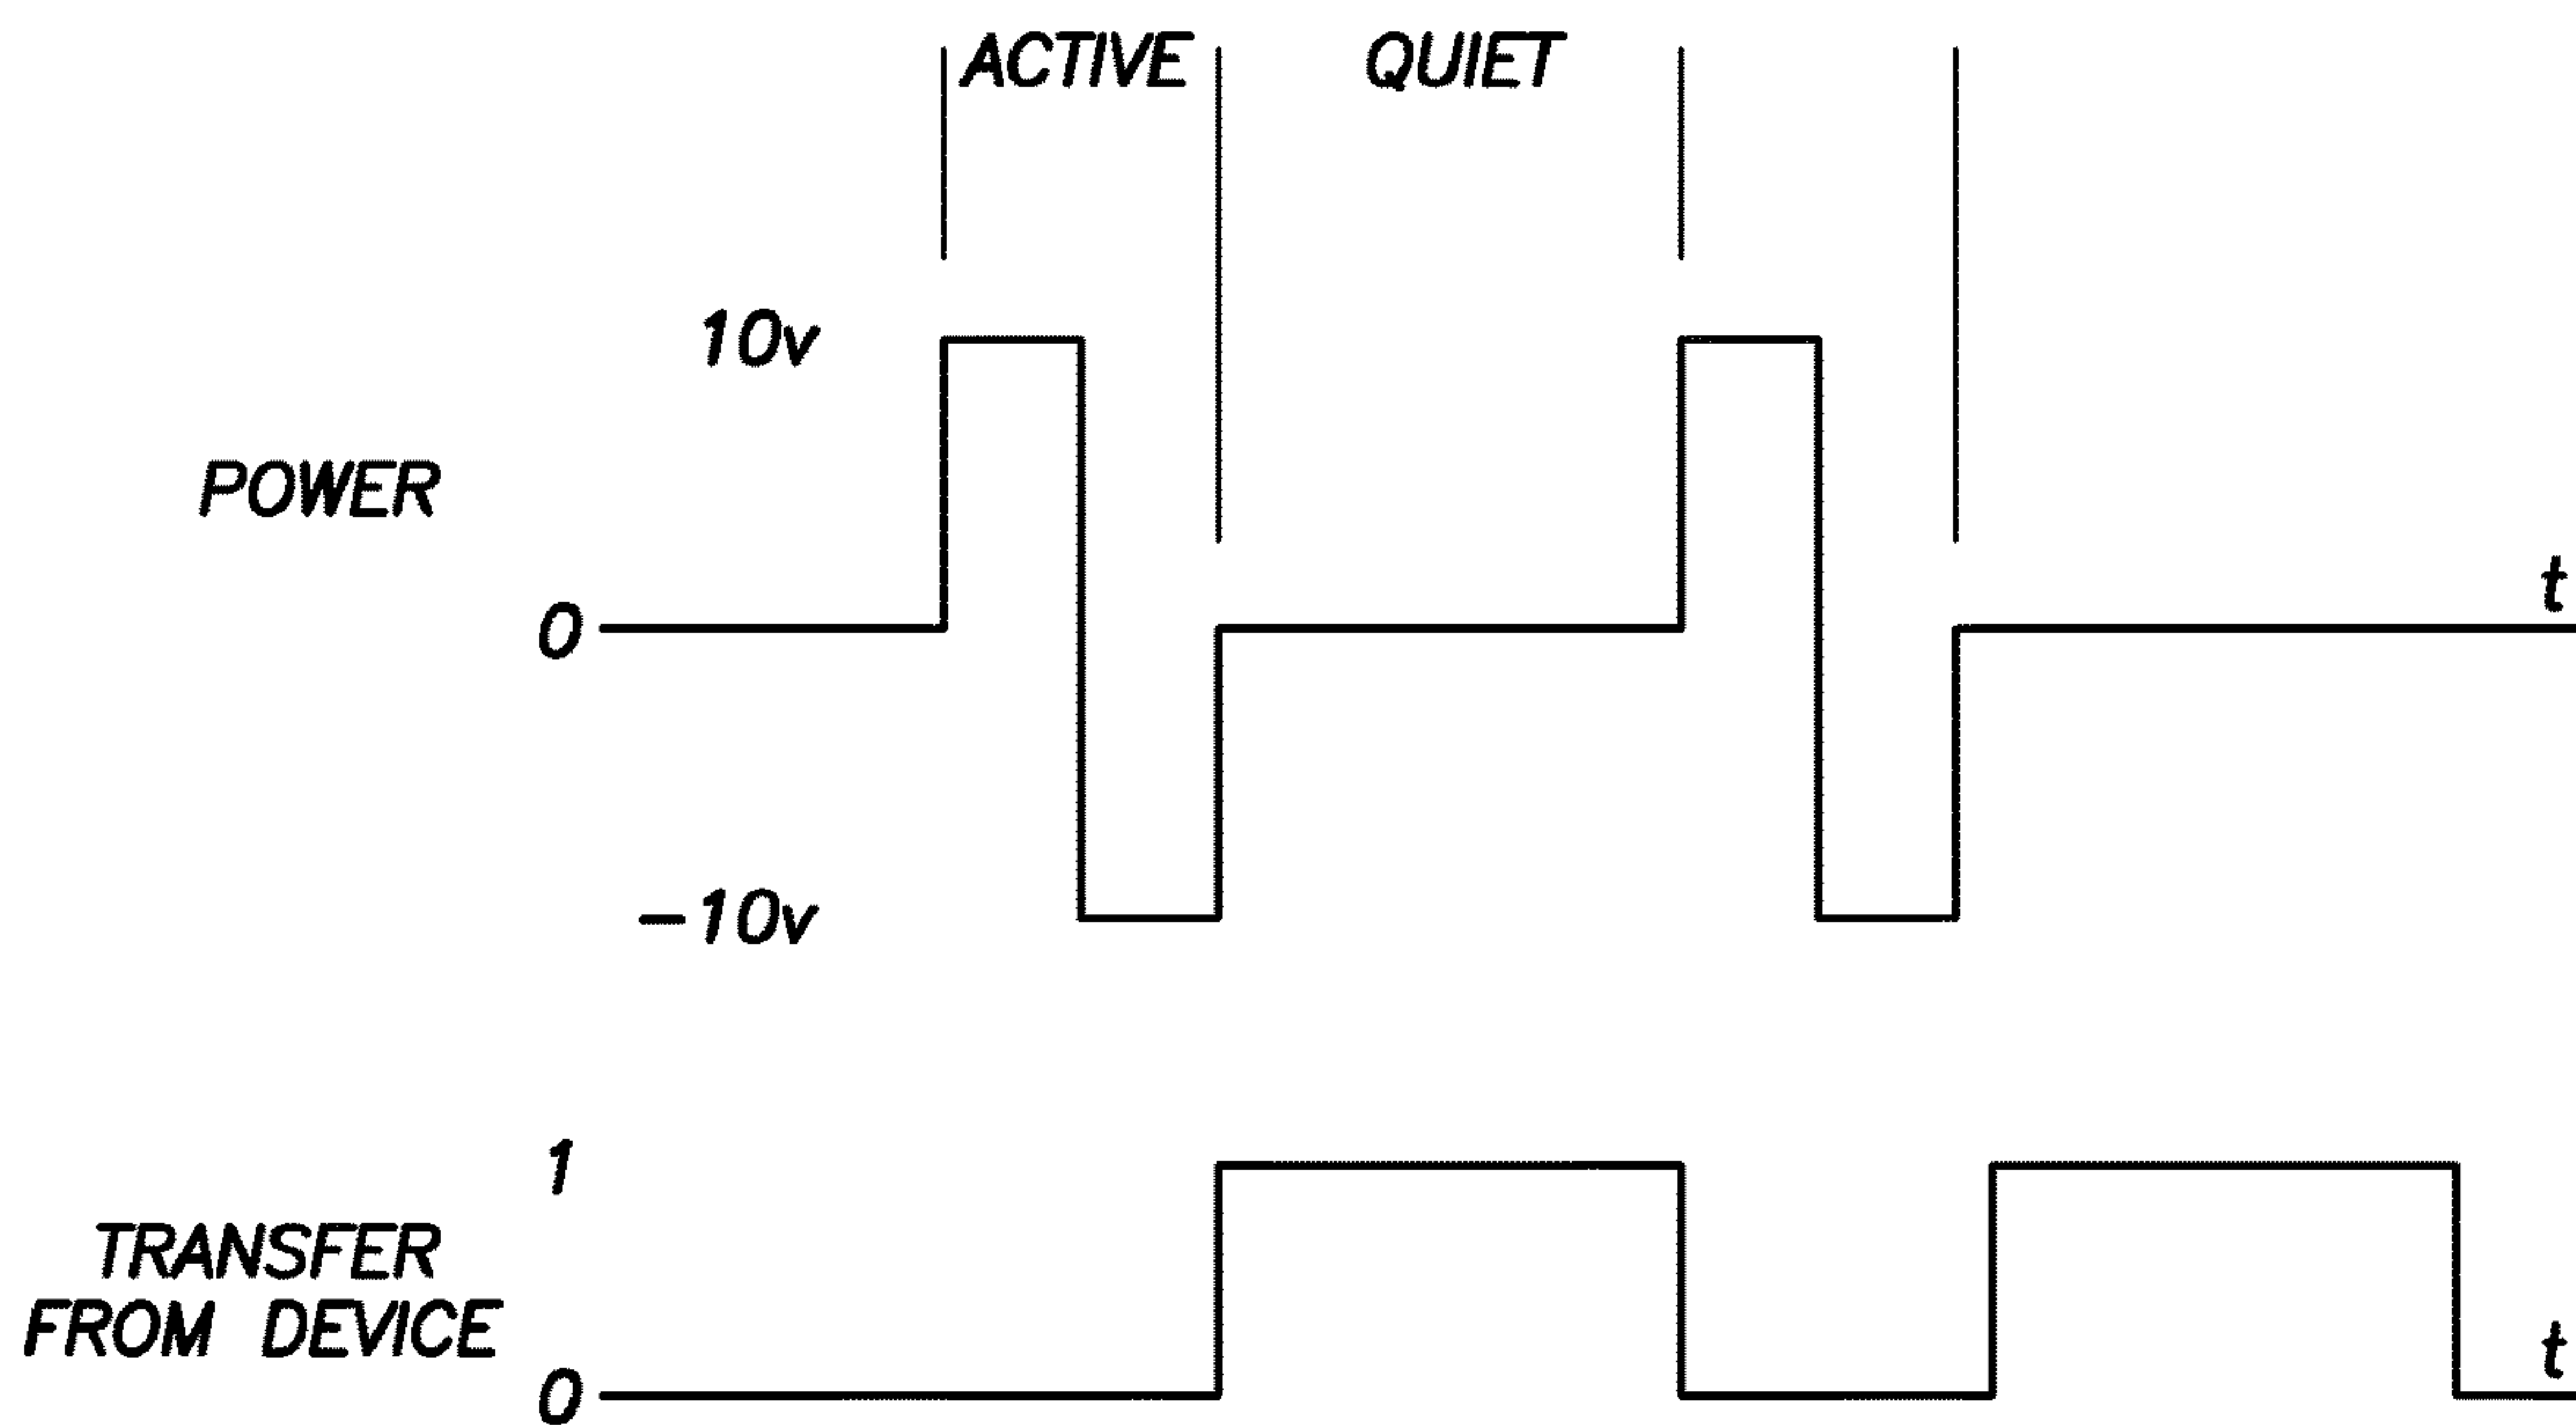 ACTIVE QUIET
10v
POWER
t
0
-10v
1
TRANSFER
FROM DEVICE
t
0